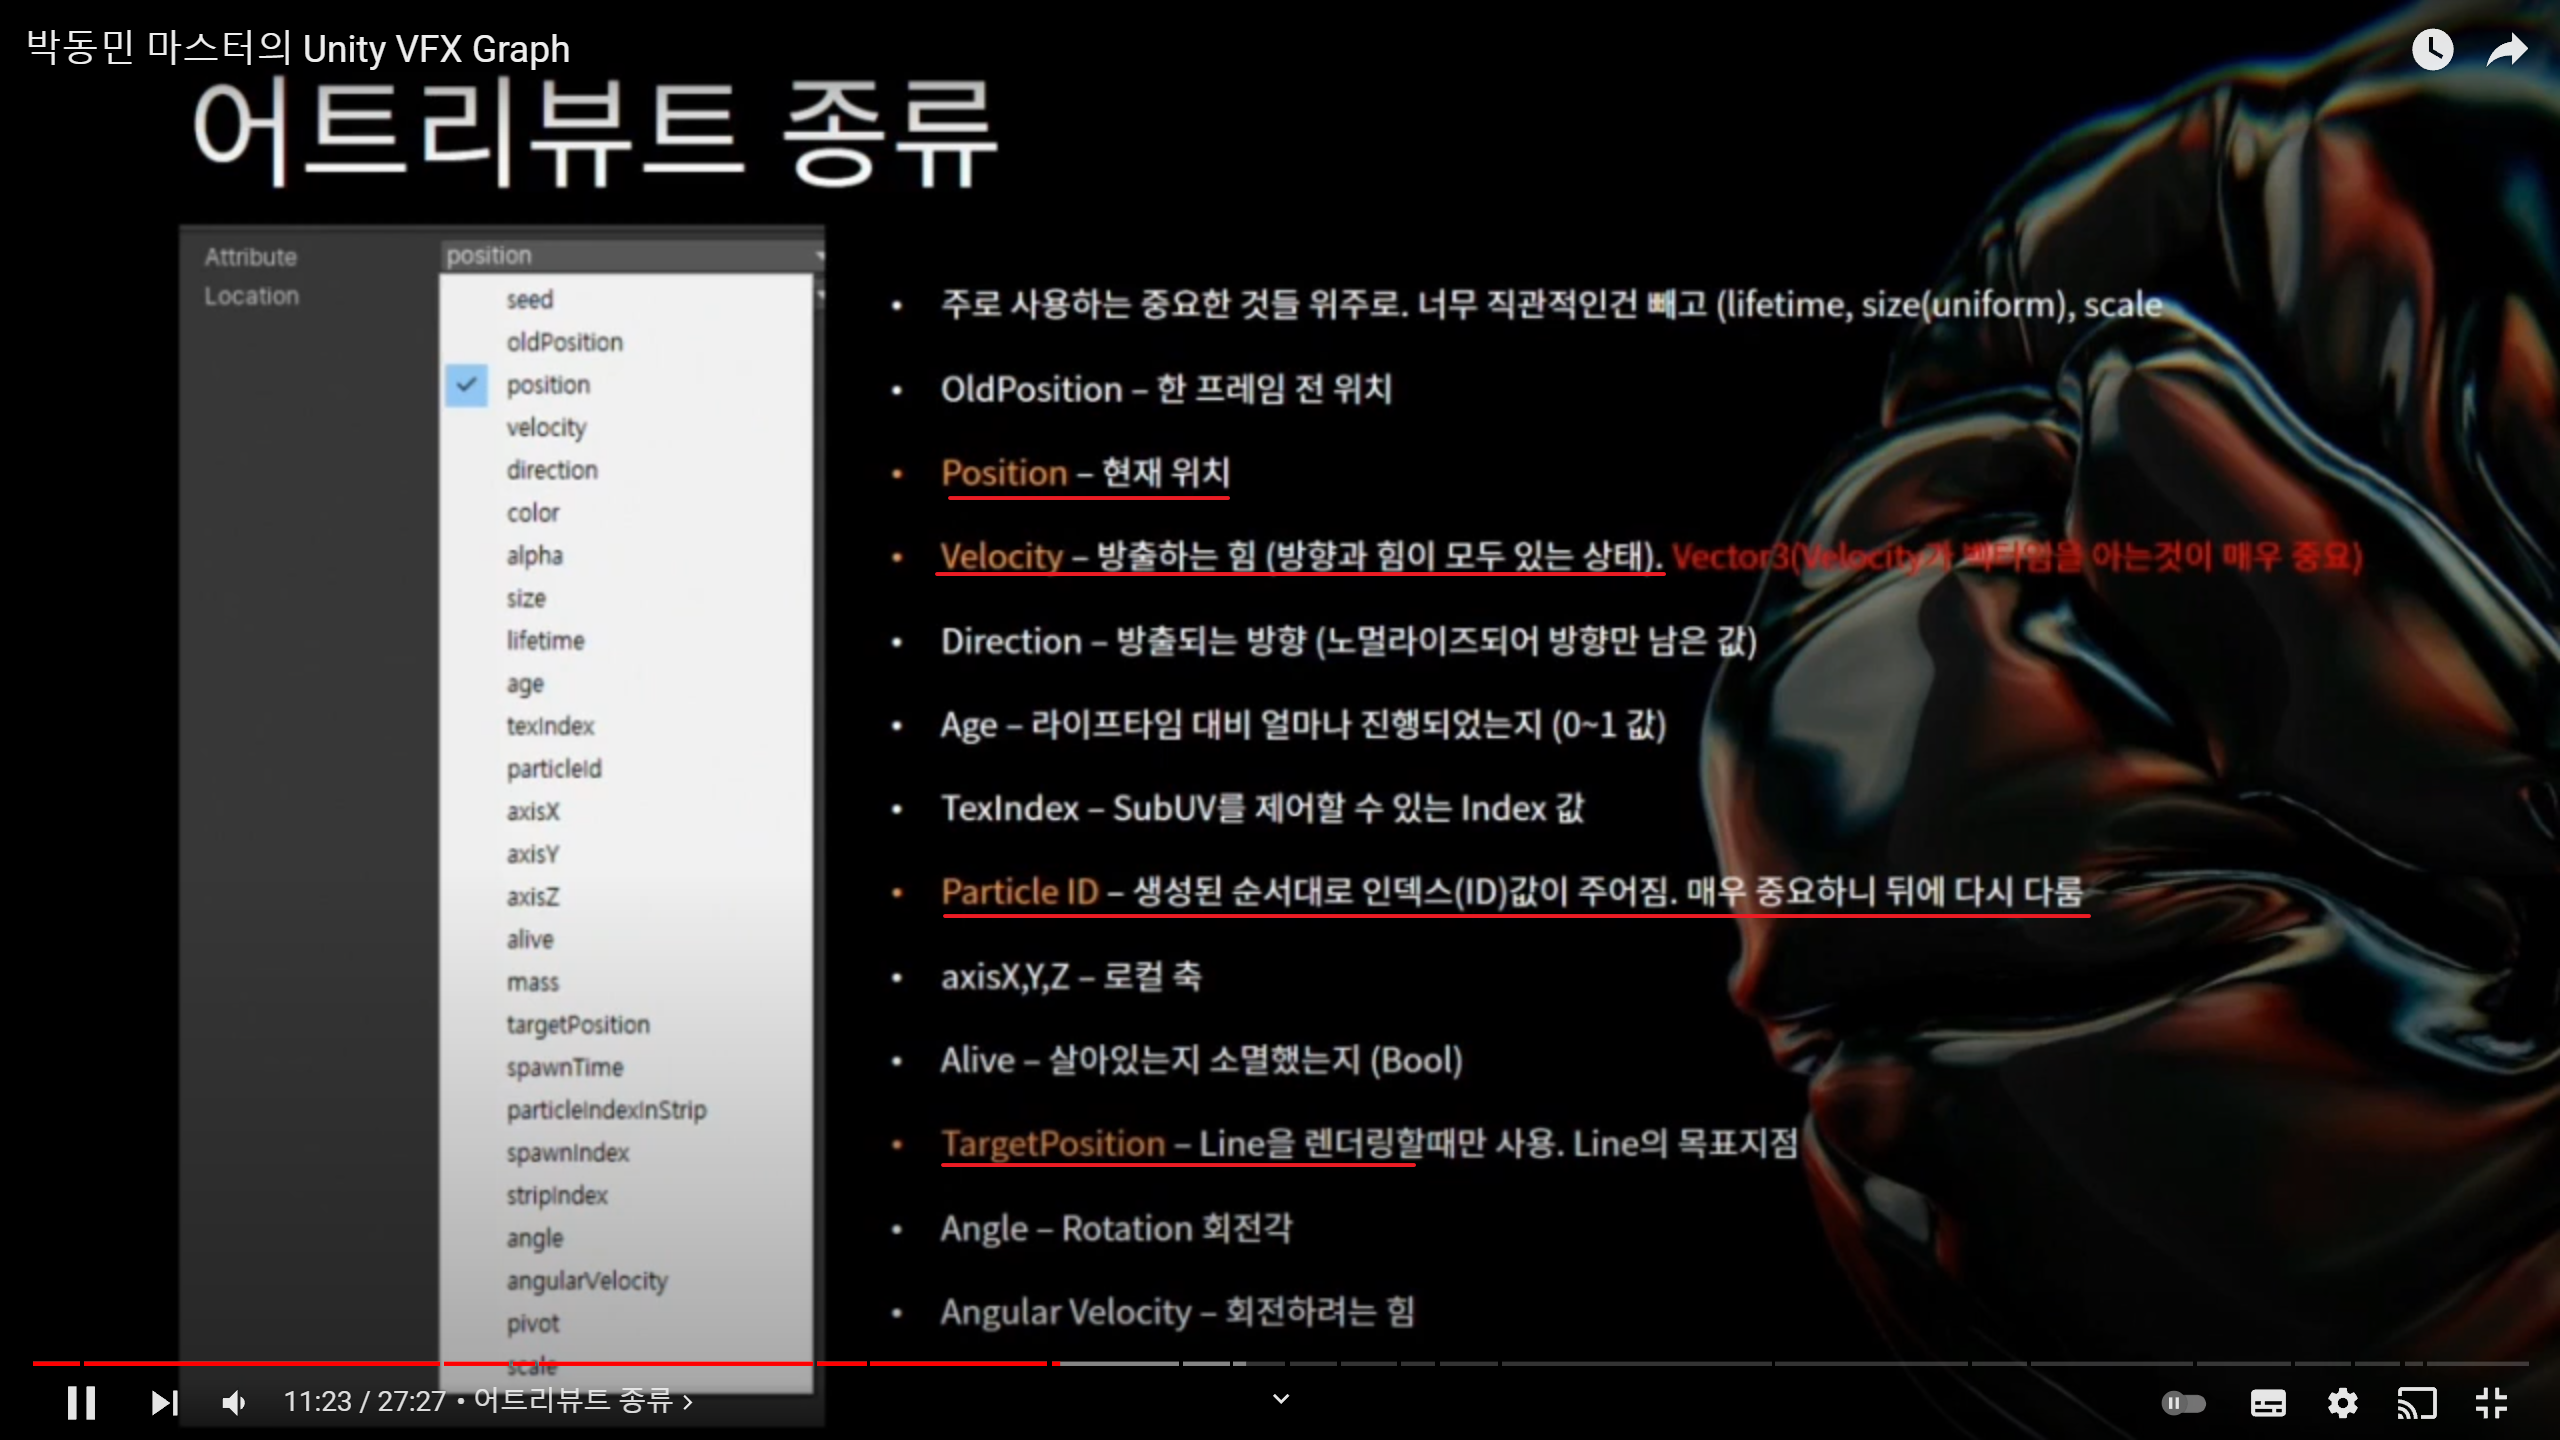 박동민 마스터의 Unity VFX Graph
어트리뷰트 종류
Attribute
position
Location
seed
oldPosition
position
velocity
direction
color
alpha
size
lifetime
age
texIndex
particleId
axisX
axisY
axisZ
alive
mass
targetPosition
spawnTime
particleIndexInStrip
spawnIndex
stripIndex
angle
angularVelocity
pivot
scale
• 주로 사용하는 중요한 것들 위주로. 너무 직관적인건 빼고 (lifetime, size(uniform), scale
• OldPosition – 한 프레임 전 위치
• Position – 현재 위치
• Velocity – 방출하는 힘 (방향과 힘이 모두 있는 상태). Vector3(Velocity가 벡터임을 아는것이 매우 중요)
• Direction – 방출되는 방향 (노멀라이즈되어 방향만 남은 값)
• Age – 라이프타임 대비 얼마나 진행되었는지 (0~1 값)
• TexIndex – SubUV를 제어할 수 있는 Index 값
• Particle ID – 생성된 순서대로 인덱스(ID)값이 주어짐. 매우 중요하니 뒤에 다시 다룸
• axisX,Y,Z – 로컬 축
• Alive – 살아있는지 소멸했는지 (Bool)
• TargetPosition – Line을 렌더링할때만 사용. Line의 목표지점
• Angle – Rotation 회전각
• Angular Velocity – 회전하려는 힘
11:23 / 27:27 • 어트리뷰트 종류 >